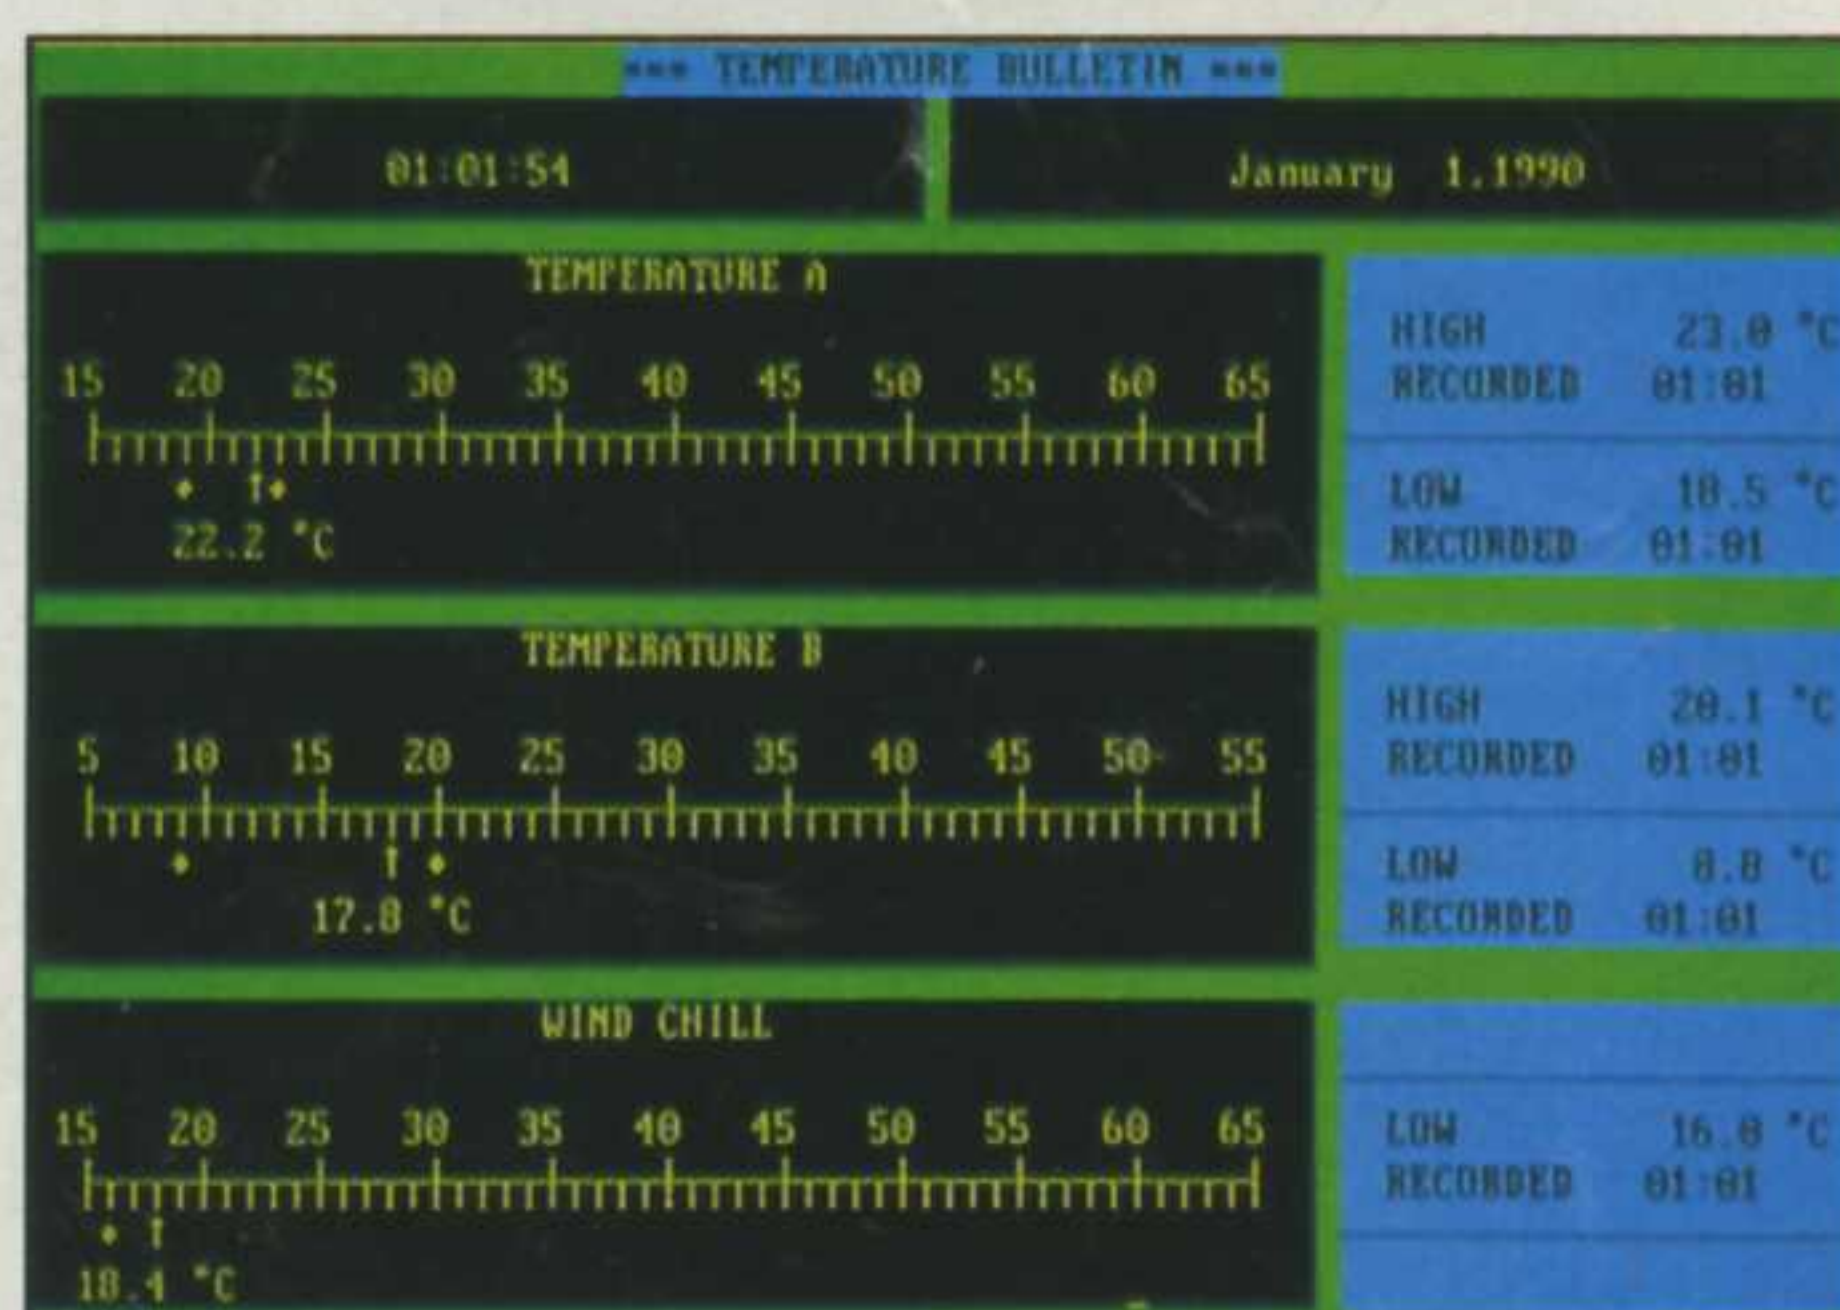 *** TEMPERATURE BULLETIN ***
01:01:54
January 1,1990
TEMPERATURE A
15 20 25 30 35 40 45 50 55 60 65
22.2 °C
HIGH 23.0 °C
RECORDED 01:01
LOW 18.5 °C
RECORDED 01:01
TEMPERATURE B
5 10 15 20 25 30 35 40 45 50 55
17.8 °C
HIGH 20.1 °C
RECORDED 01:01
LOW 8.8 °C
RECORDED 01:01
WIND CHILL
15 20 25 30 35 40 45 50 55 60 65
18.4 °C
LOW 16.0 °C
RECORDED 01:01